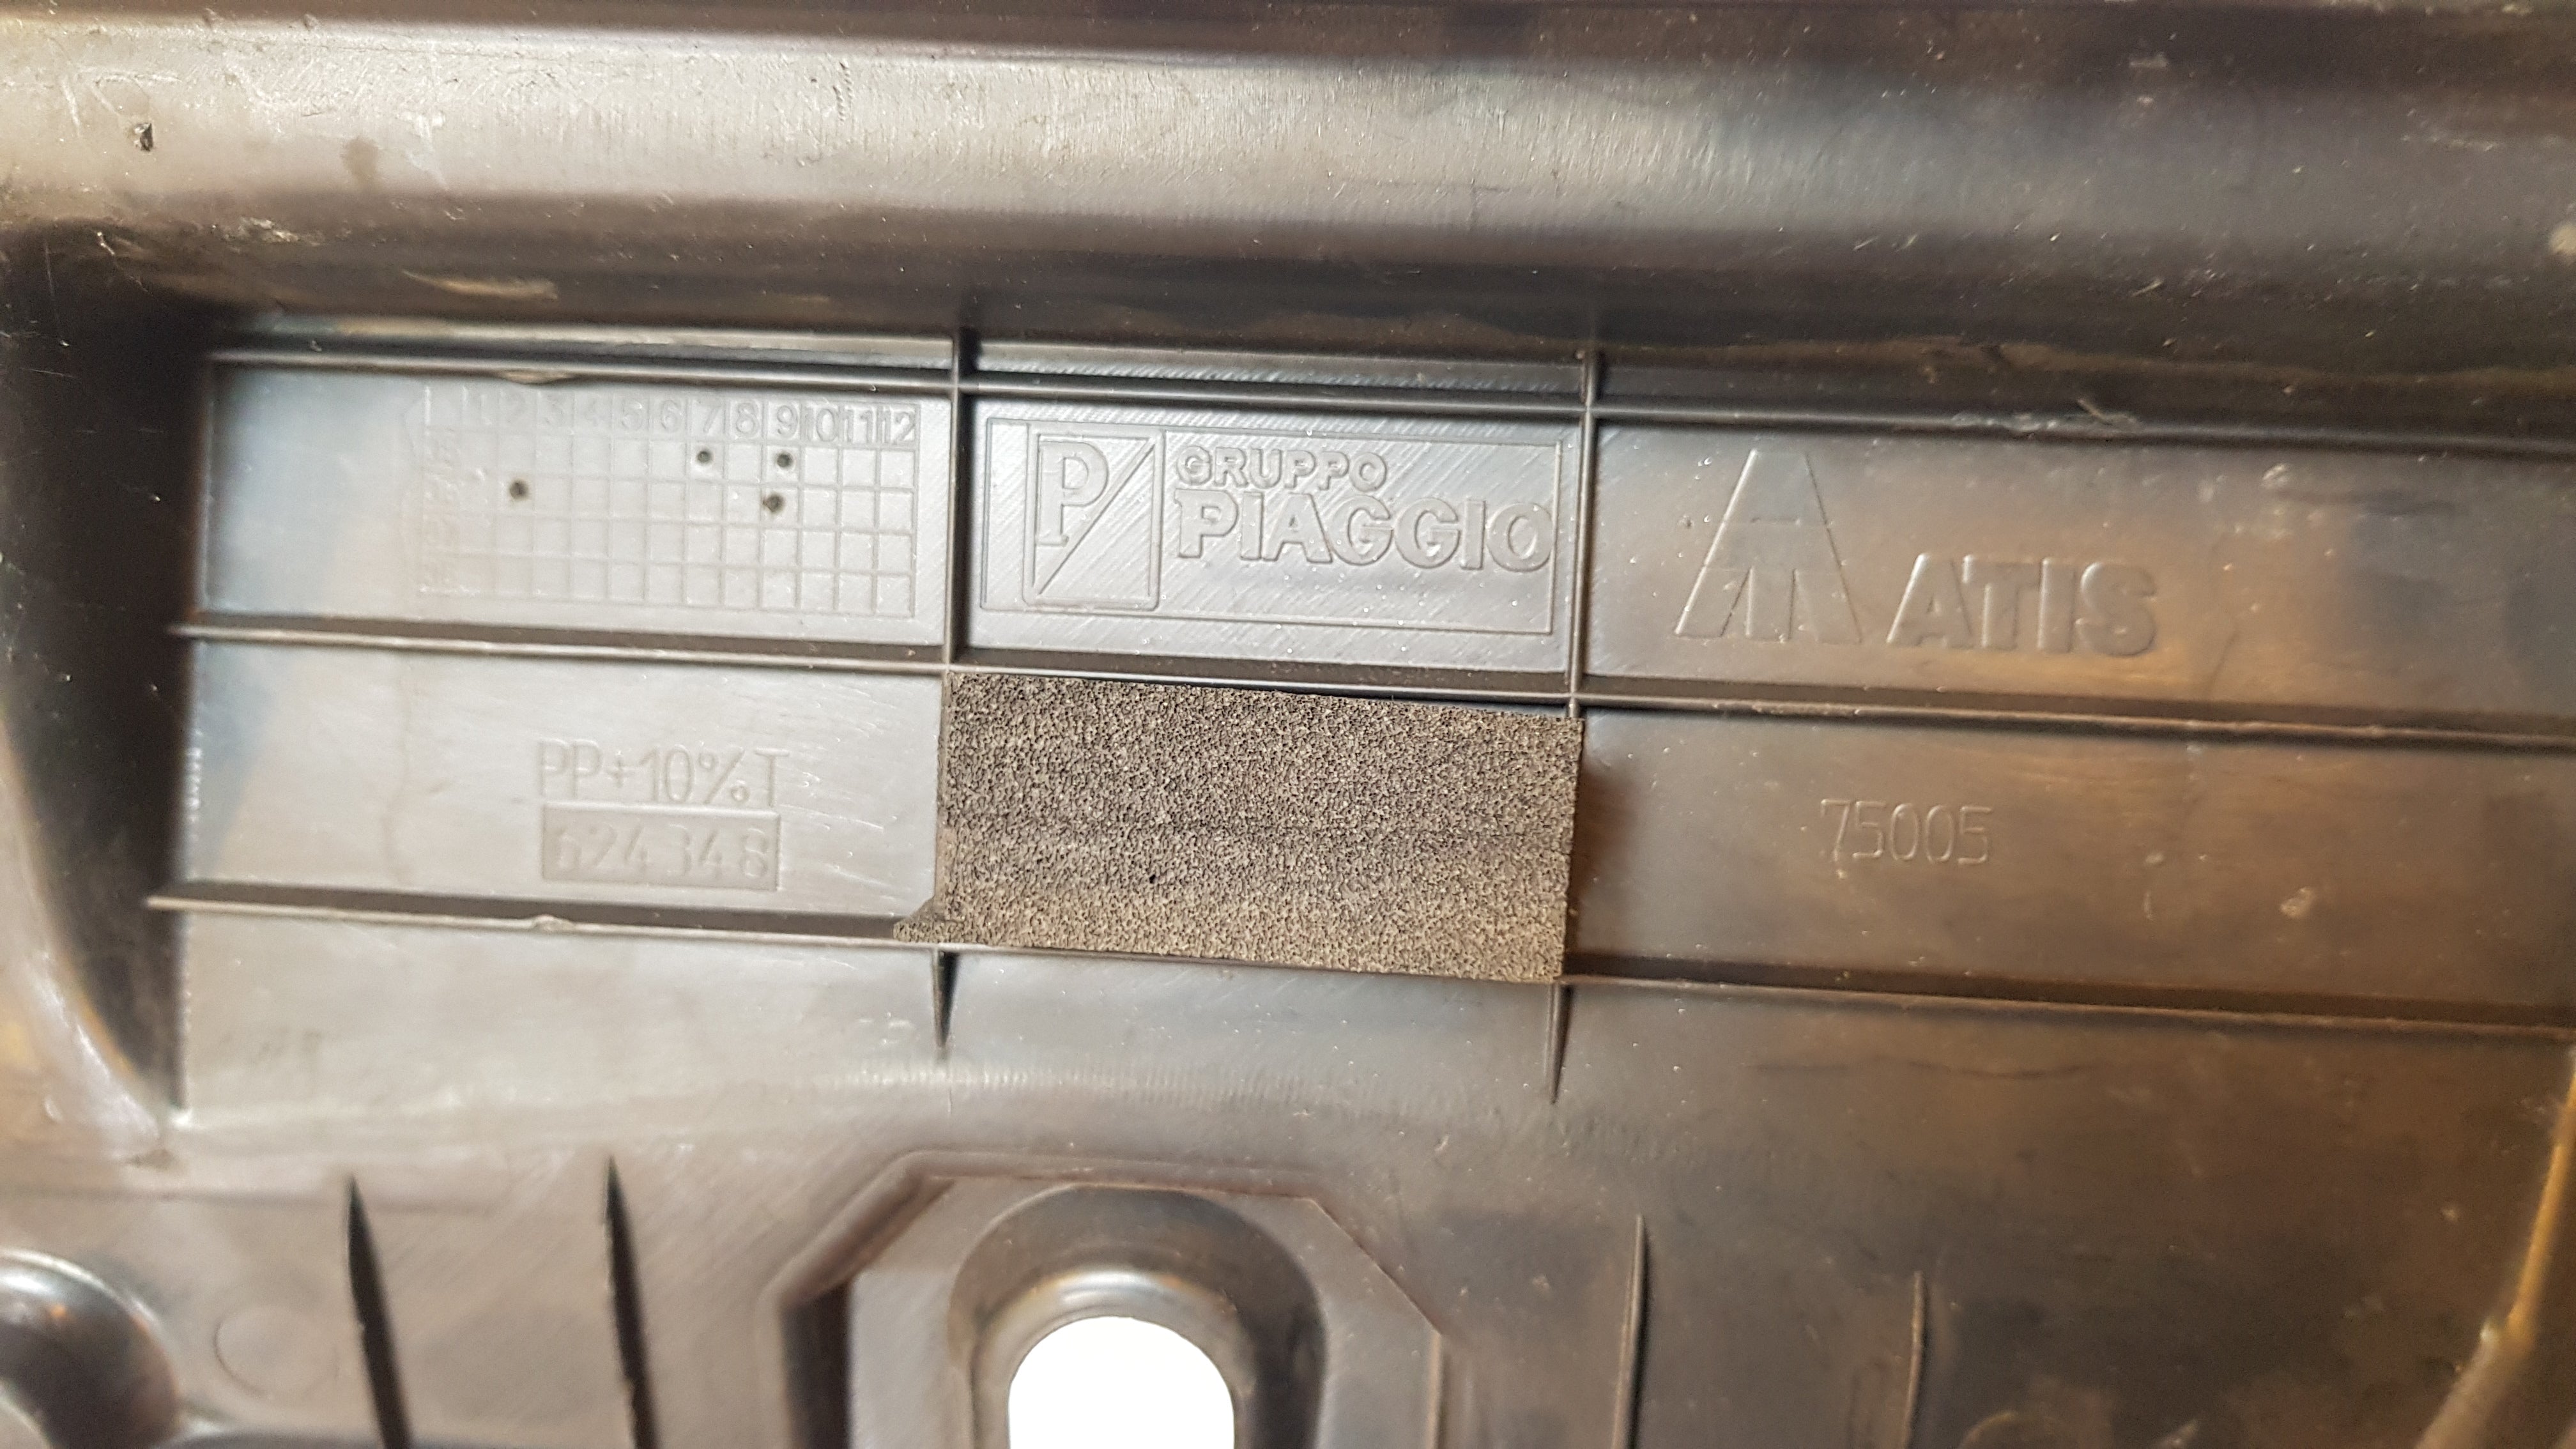 1 2 3 4 5 6 7 8 9 10 11 12
P
GRUPPO
PIAGGIO
ATIS
PP+10%T
624348
75005